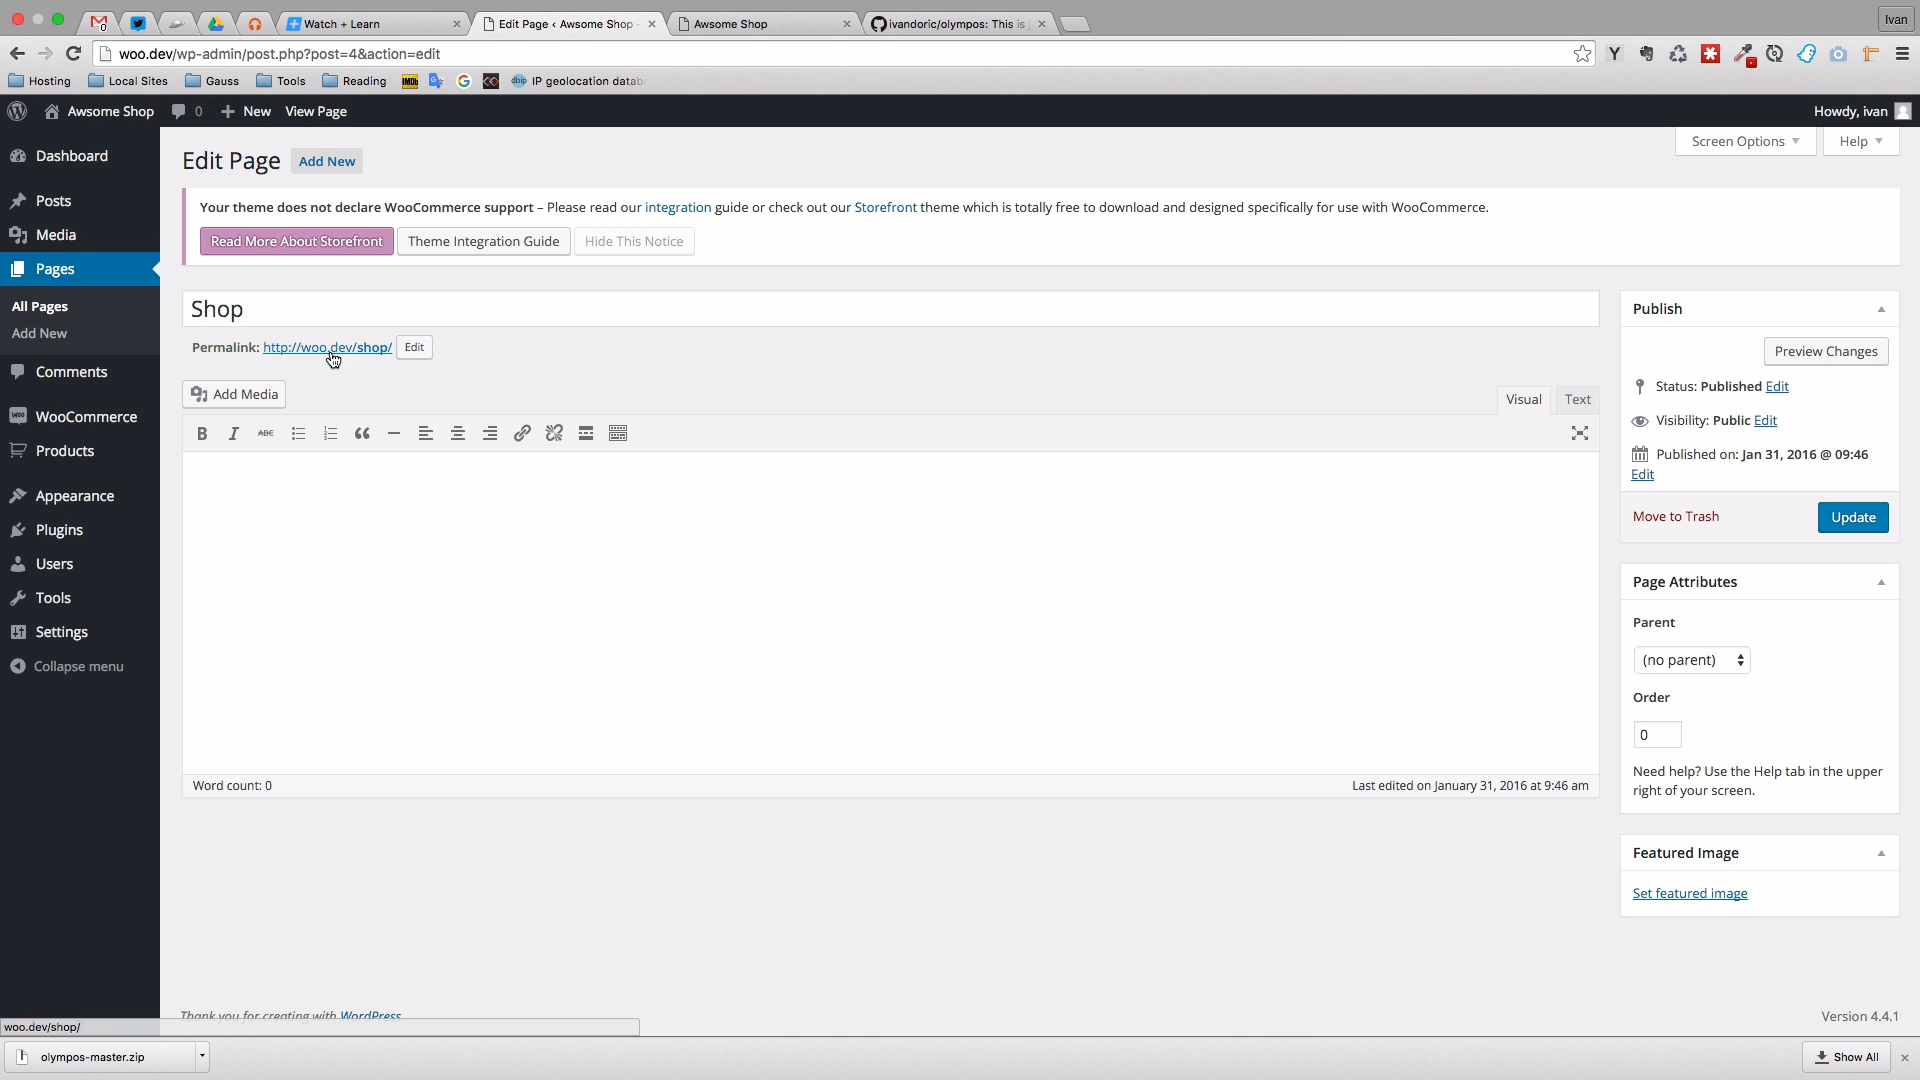 Watch + Learn
Edit Page ‹ Awsome Shop -
Awsome Shop
ivandoric/olympos: This is
Ivan
woo.dev/wp-admin/post.php?post=4&action=edit
Hosting
Local Sites
Gauss
Tools
Reading
IMDb
dbip
IP geolocation datab
Awsome Shop
0
New
View Page
Howdy, ivan
Dashboard
Posts
Media
Pages
All Pages
Add New
Comments
WooCommerce
Products
Appearance
Plugins
Users
Tools
Settings
Collapse menu
Edit Page
Add New
Screen Options
Help
Your theme does not declare WooCommerce support – Please read our integration guide or check out our Storefront theme which is totally free to download and designed specifically for use with WooCommerce.
Read More About Storefront
Theme Integration Guide
Hide This Notice
Shop
Permalink: http://woo.dev/shop/
Edit
Add Media
Visual
Text
B
I
ABC
Word count: 0
Last edited on January 31, 2016 at 9:46 am
Publish
Preview Changes
Status: Published Edit
Visibility: Public Edit
Published on: Jan 31, 2016 @ 09:46
Edit
Move to Trash
Update
Page Attributes
Parent
(no parent)
Order
0
Need help? Use the Help tab in the upper
right of your screen.
Featured Image
Set featured image
Thank you for creating with WordPress.
Version 4.4.1
woo.dev/shop/
olympos-master.zip
Show All